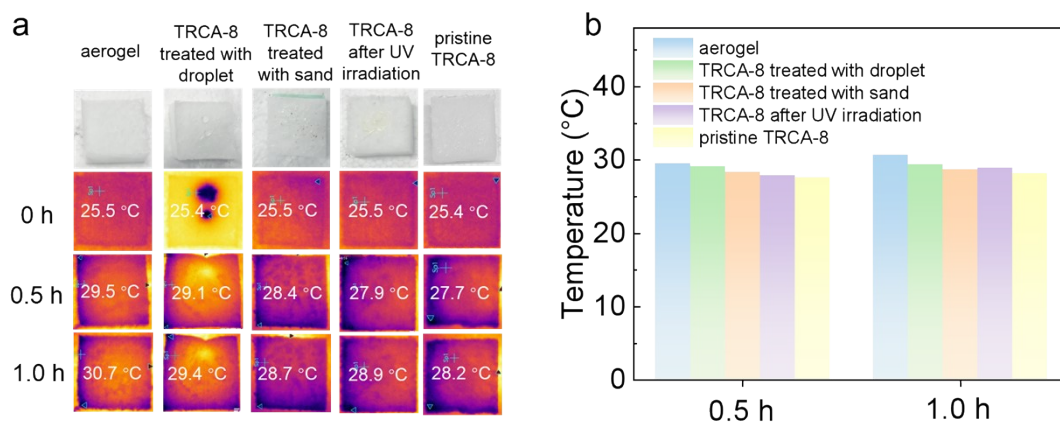 a
aerogel
TRCA-8
treated with
droplet
TRCA-8
treated
with sand
TRCA-8
after UV
irradiation
pristine
TRCA-8
0 h
25.5 °C
25.4 °C
25.5 °C
25.5 °C
25.4 °C
0.5 h
29.5 °C
29.1 °C
28.4 °C
27.9 °C
27.7 °C
1.0 h
30.7 °C
29.4 °C
28.7 °C
28.9 °C
28.2 °C
b
Temperature (°C)
40
30
20
10
0
aerogel
TRCA-8 treated with droplet
TRCA-8 treated with sand
TRCA-8 after UV irradiation
pristine TRCA-8
0.5 h
1.0 h